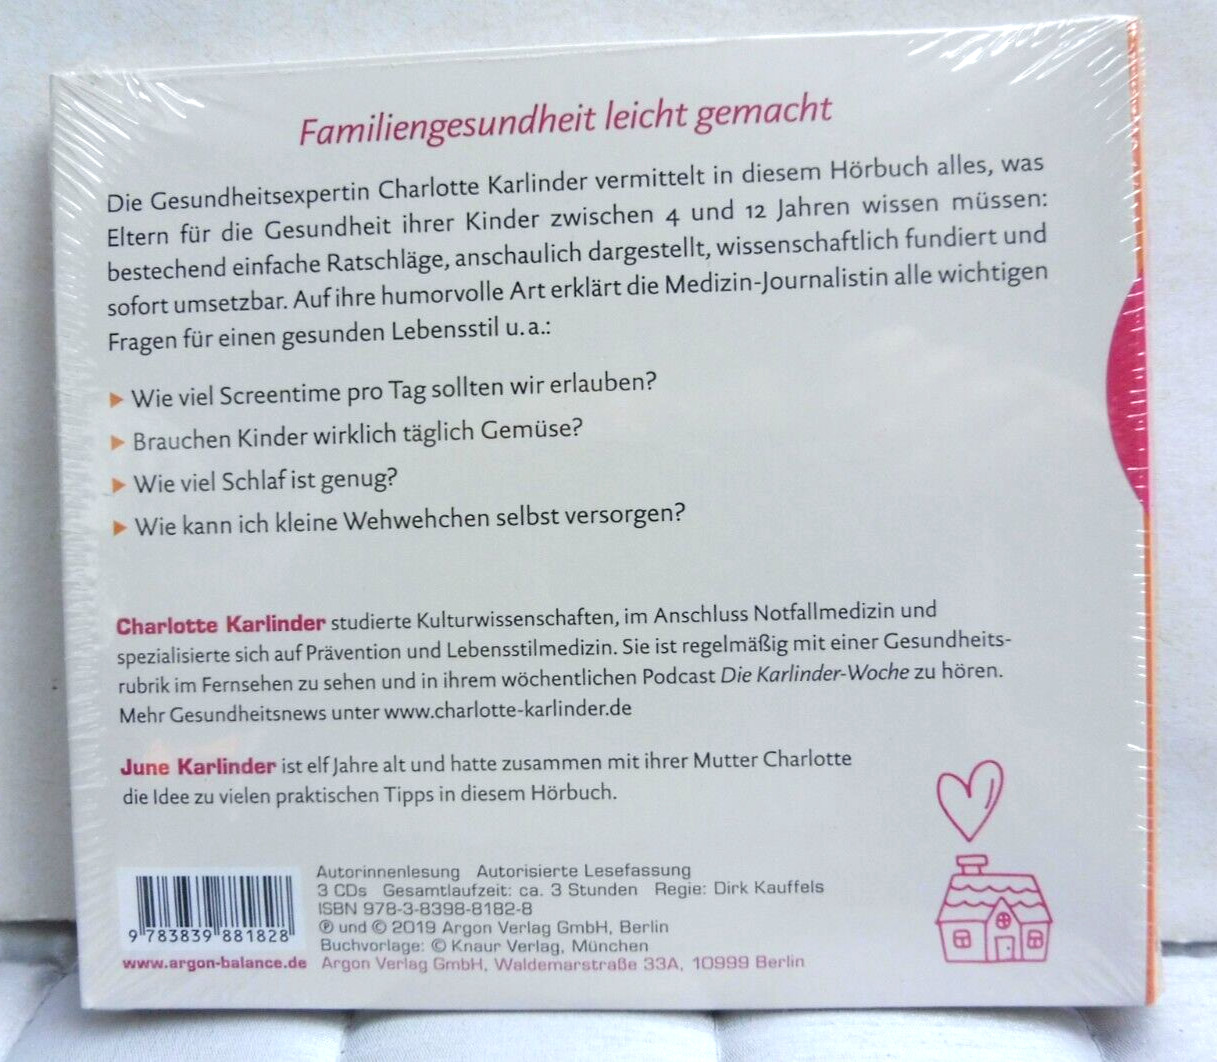 Familiengesundheit leicht gemacht
Die Gesundheitsexpertin Charlotte Karlinder vermittelt in diesem Hörbuch alles, was
Eltern für die Gesundheit ihrer Kinder zwischen 4 und 12 Jahren wissen müssen:
bestechend einfache Ratschläge, anschaulich dargestellt, wissenschaftlich fundiert und
sofort umsetzbar. Auf ihre humorvolle Art erklärt die Medizin-Journalistin alle wichtigen
Fragen für einen gesunden Lebensstil u. a.:
▸ Wie viel Screentime pro Tag sollten wir erlauben?
▸ Brauchen Kinder wirklich täglich Gemüse?
▸ Wie viel Schlaf ist genug?
▸ Wie kann ich kleine Wehwehchen selbst versorgen?
Charlotte Karlinder studierte Kulturwissenschaften, im Anschluss Notfallmedizin und
spezialisierte sich auf Prävention und Lebensstilmedizin. Sie ist regelmäßig mit einer Gesundheits-
rubrik im Fernsehen zu sehen und in ihrem wöchentlichen Podcast Die Karlinder-Woche zu hören.
Mehr Gesundheitsnews unter www.charlotte-karlinder.de
June Karlinder ist elf Jahre alt und hatte zusammen mit ihrer Mutter Charlotte
die Idee zu vielen praktischen Tipps in diesem Hörbuch.
Autorinnenlesung Autorisierte Lesefassung
3 CDs Gesamtlaufzeit: ca. 3 Stunden Regie: Dirk Kauffels
ISBN 978-3-8398-8182-8
℗ und © 2019 Argon Verlag GmbH, Berlin
Buchvorlage: © Knaur Verlag, München
Argon Verlag GmbH, Waldemarstraße 33A, 10999 Berlin
9 783839 881828
www.argon-balance.de